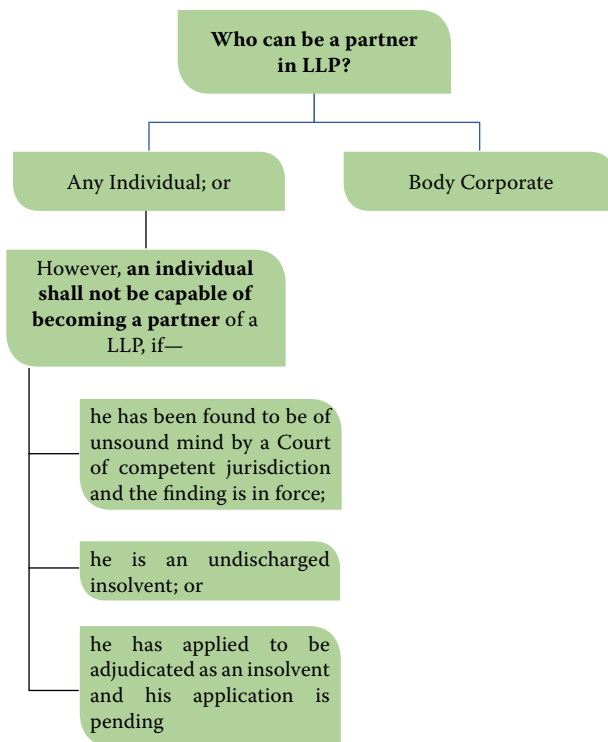 Who can be a partner
in LLP?
Any Individual; or
Body Corporate
However, an individual
shall not be capable of
becoming a partner of a
LLP, if—
he has been found to be of
unsound mind by a Court
of competent jurisdiction
and the finding is in force;
he is an undischarged
insolvent; or
he has applied to be
adjudicated as an insolvent
and his application is
pending